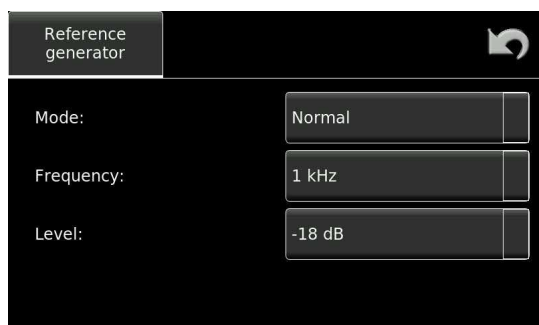 Reference
generator
Mode:
Normal
Frequency:
1 kHz
Level:
-18 dB